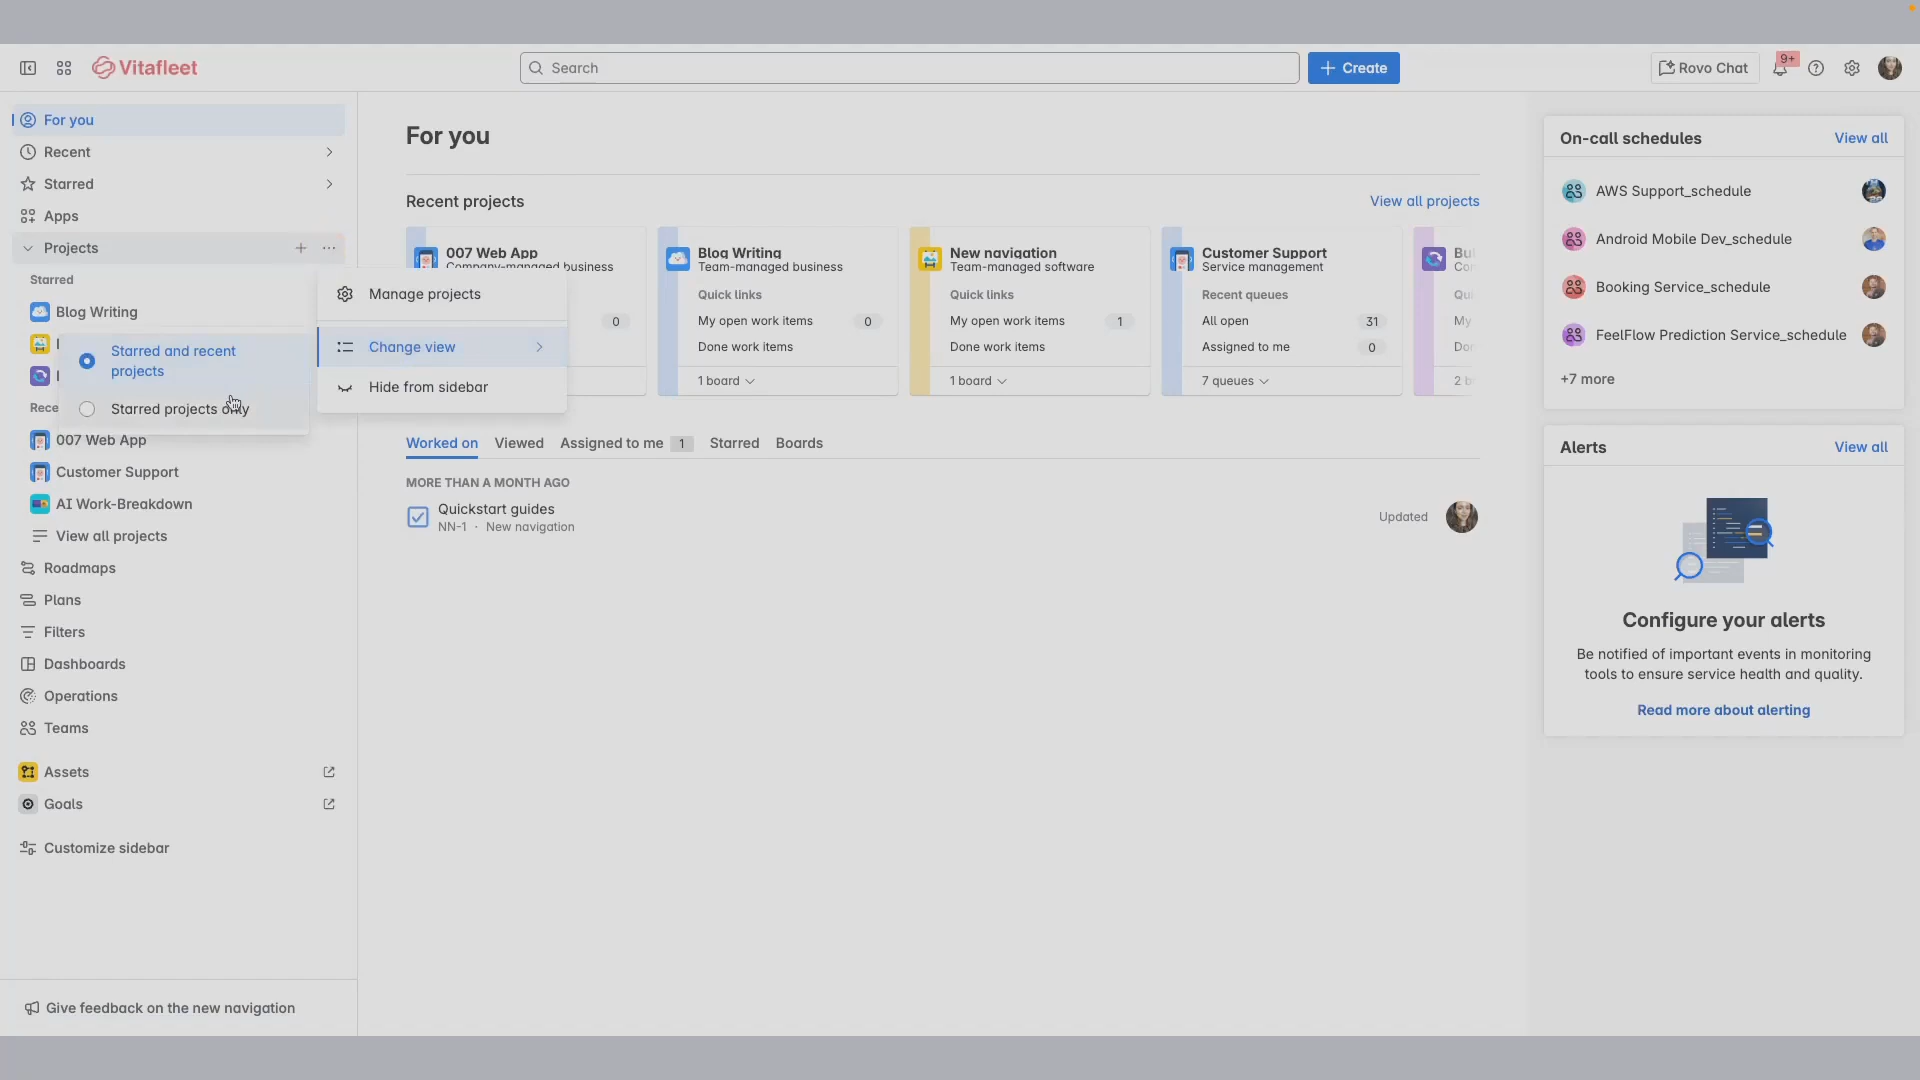 Vitafleet
Search
Create
Rovo Chat
9+
For you
Recent
Starred
Apps
Projects
Starred
Blog Writing
Starred and recent
projects
Starred projects only
007 Web App
Customer Support
AI Work-Breakdown
View all projects
Roadmaps
Plans
Filters
Dashboards
Operations
Teams
Assets
Goals
Customize sidebar
Give feedback on the new navigation
Manage projects
Change view
Hide from sidebar
For you
Recent projects
View all projects
007 Web App
Company-managed business
0
Blog Writing
Team-managed business
Quick links
My open work items 0
Done work items
1 board
New navigation
Team-managed software
Quick links
My open work items 1
Done work items
1 board
Customer Support
Service management
Recent queues
All open 31
Assigned to me 0
7 queues
My
2 b
Worked on Viewed Assigned to me 1 Starred Boards
MORE THAN A MONTH AGO
Quickstart guides
NN-1 · New navigation
Updated
On-call schedules
View all
AWS Support_schedule
Android Mobile Dev_schedule
Booking Service_schedule
FeelFlow Prediction Service_schedule
+7 more
Alerts
View all
Configure your alerts
Be notified of important events in monitoring
tools to ensure service health and quality.
Read more about alerting